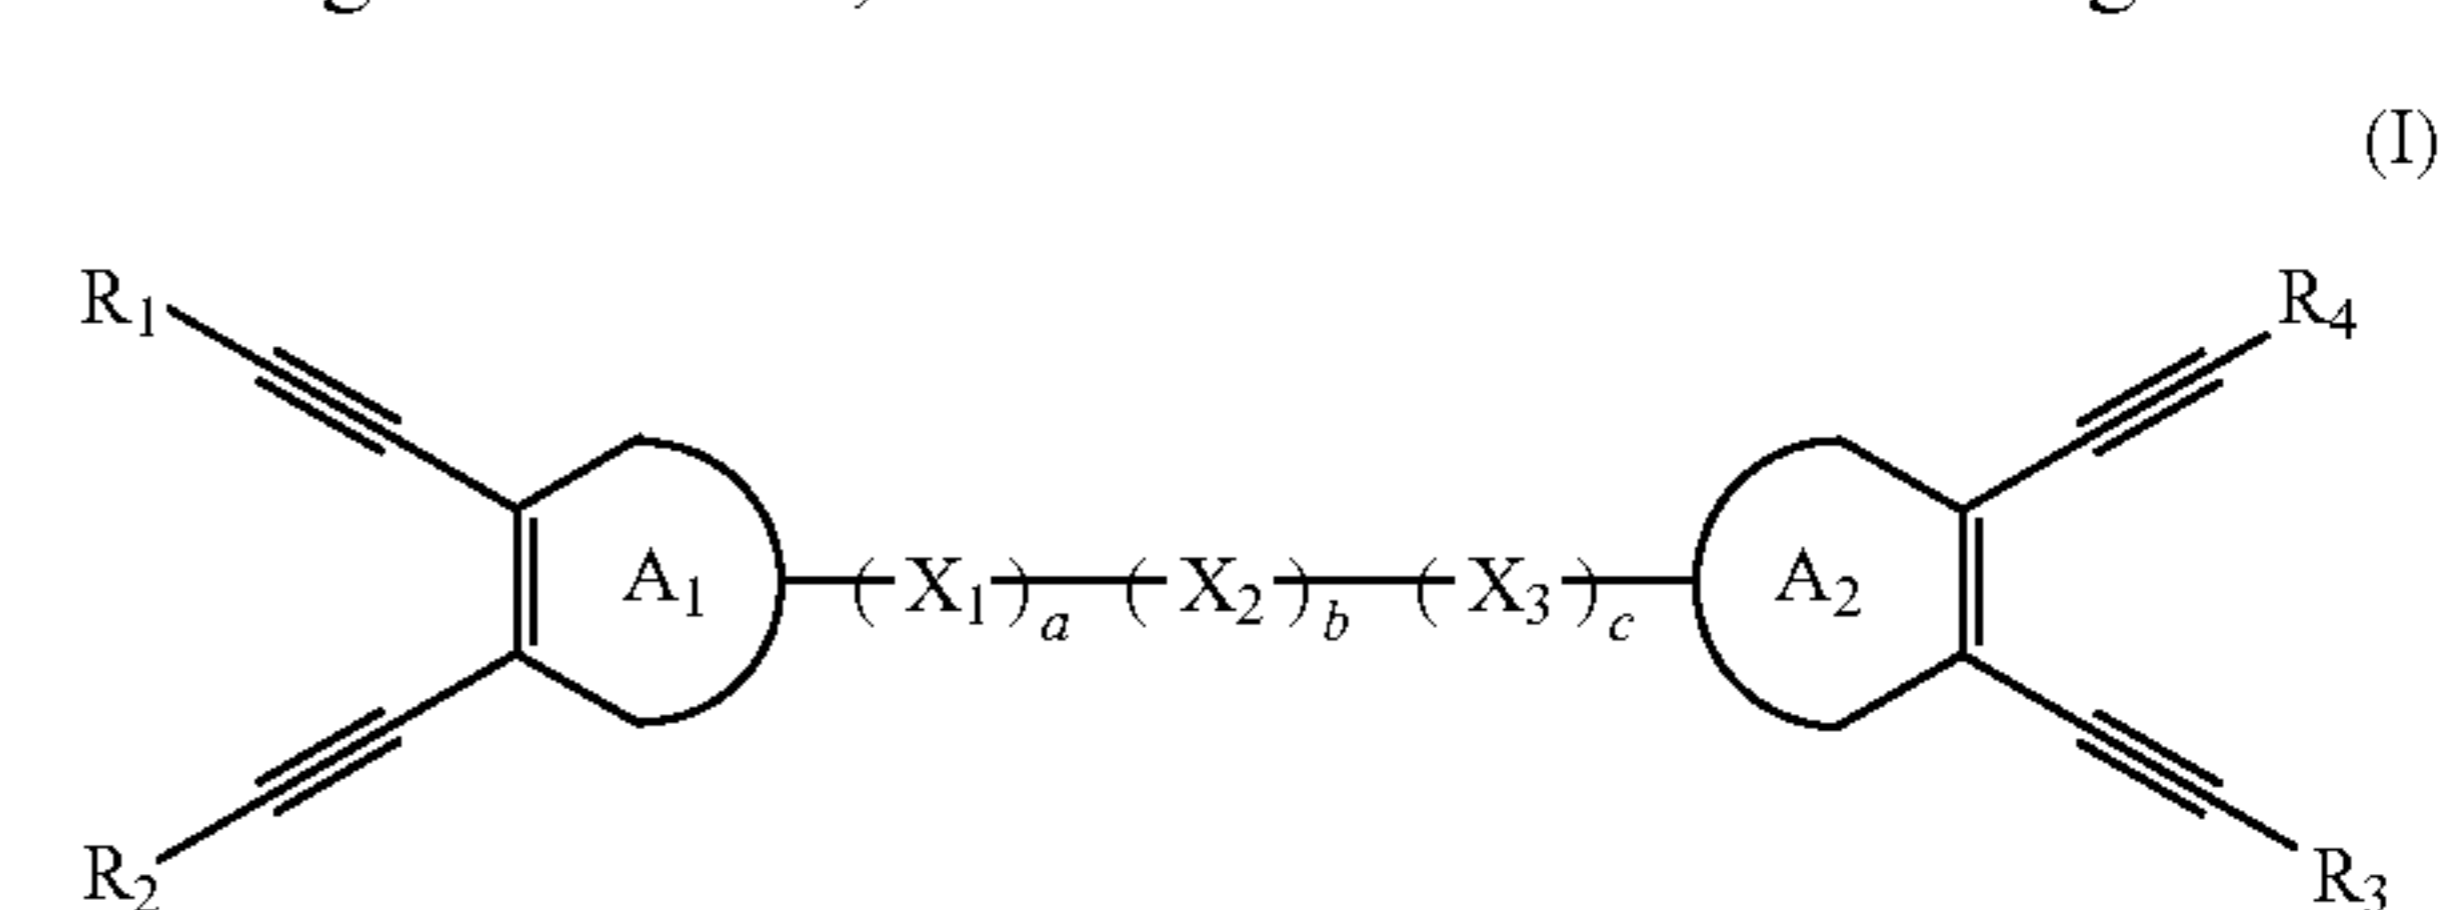 (I)
R1 R4
A1 ( X1 )a ( X2 )b ( X3 )c A2
R2 R3